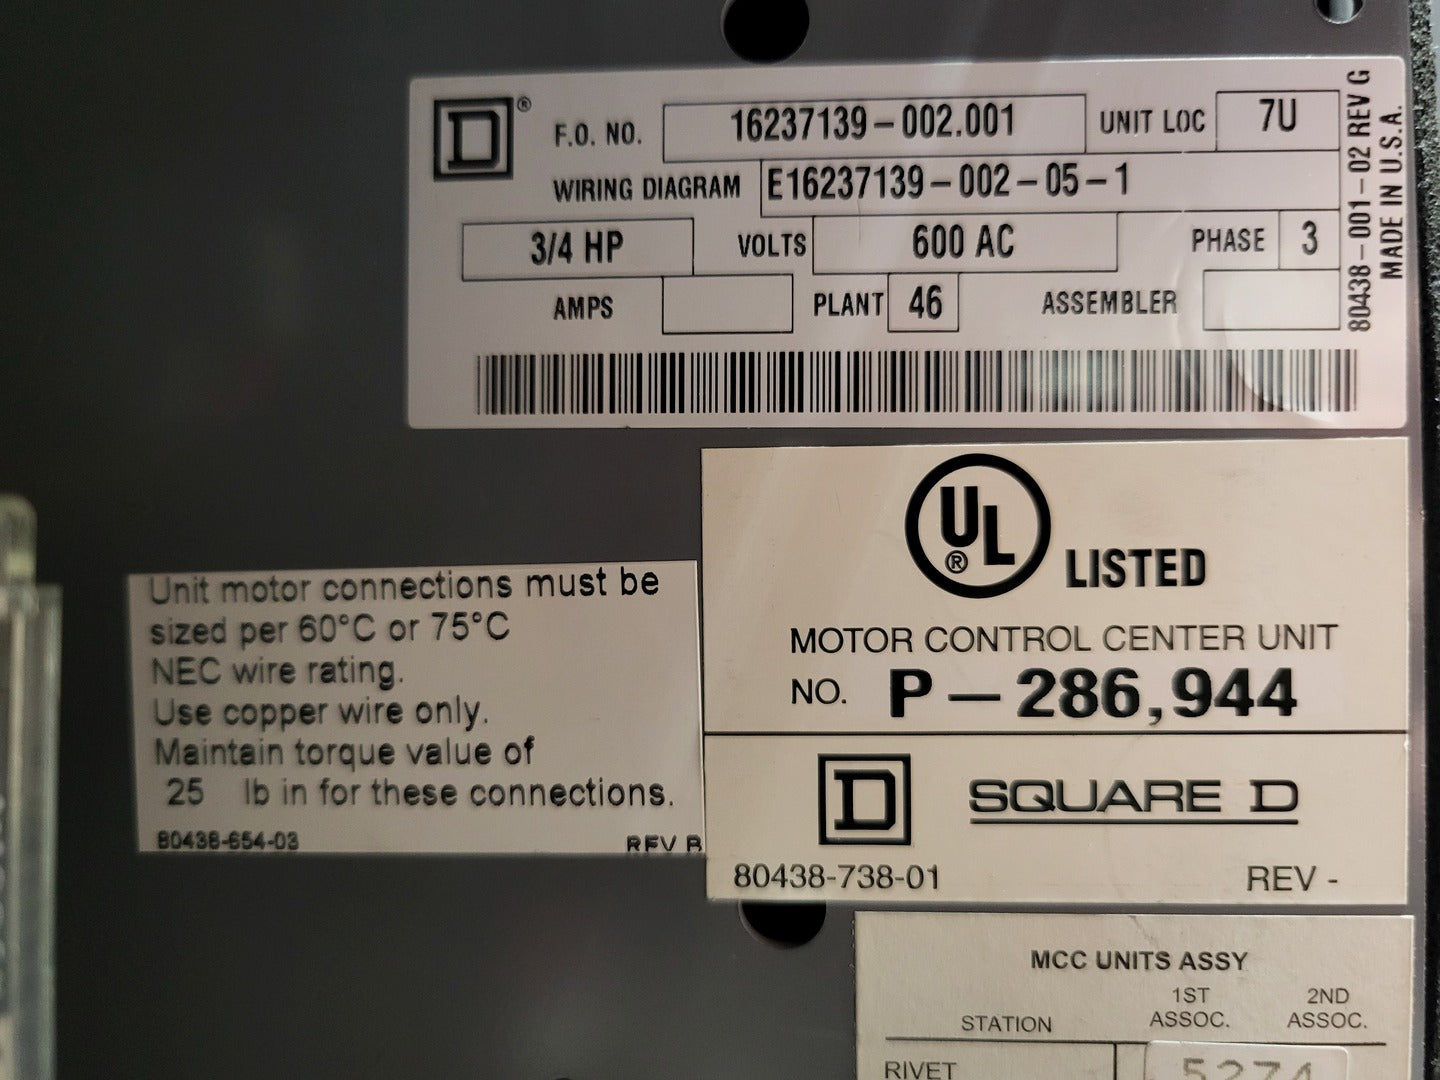 D® F.O. NO. 16237139-002.001 UNIT LOC 7U
WIRING DIAGRAM E16237139-002-05-1
3/4 HP VOLTS 600 AC PHASE 3
AMPS PLANT 46 ASSEMBLER
80438-001-02 REV G
MADE IN U.S.A.
UL® LISTED
MOTOR CONTROL CENTER UNIT
NO. P-286,944
D SQUARE D
80438-738-01 REV -
Unit motor connections must be
sized per 60°C or 75°C
NEC wire rating.
Use copper wire only.
Maintain torque value of
25 lb in for these connections.
80438-654-03 REV B
MCC UNITS ASSY
STATION 1ST ASSOC. 2ND ASSOC.
RIVET 5274